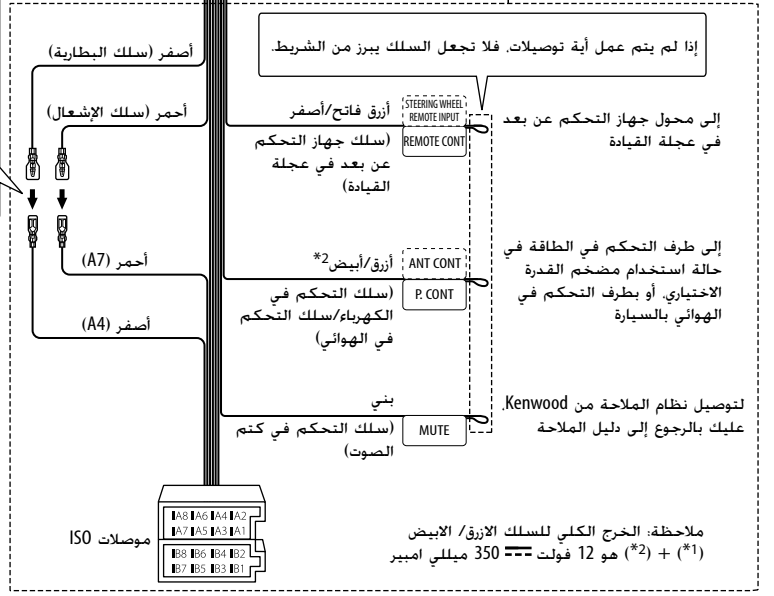 إذا لم يتم عمل أية توصيلات, فلا تجعل السلك يبرز من الشريط.
أصفر (سلك البطارية)
أحمر (سلك الإشعال)
أحمر (A7)
أصفر (A4)
إلى محول جهاز التحكم عن بعد
في عجلة القيادة
STEERING WHEEL
REMOTE INPUT
REMOTE CONT
أزرق فاتح/أصفر
(سلك جهاز التحكم
عن بعد في عجلة
القيادة)
إلى طرف التحكم في الطاقة في
حالة استخدام مضخم القدرة
الاختياري, أو بطرف التحكم في
الهوائي بالسيارة
ANT CONT
P. CONT
أزرق/أبيض*2
(سلك التحكم في
الكهرباء/سلك التحكم
في الهوائي)
لتوصيل نظام الملاحة من Kenwood,
عليك بالرجوع إلى دليل الملاحة
MUTE
بني
(سلك التحكم في كتم
الصوت)
موصلات ISO
A8 A6 A4 A2
A7 A5 A3 A1
B8 B6 B4 B2
B7 B5 B3 B1
ملاحظة: الخرج الكلي للسلك الازرق/ الابيض
(*1) + (*2) هو 12 فولت ⎓ 350 ميللي امبير